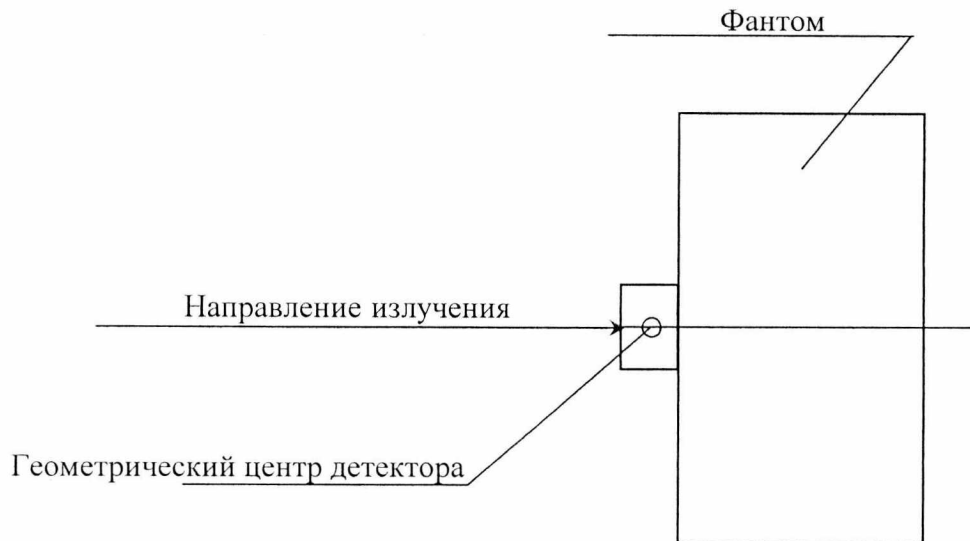 Фантом
Направление излучения
Геометрический центр детектора